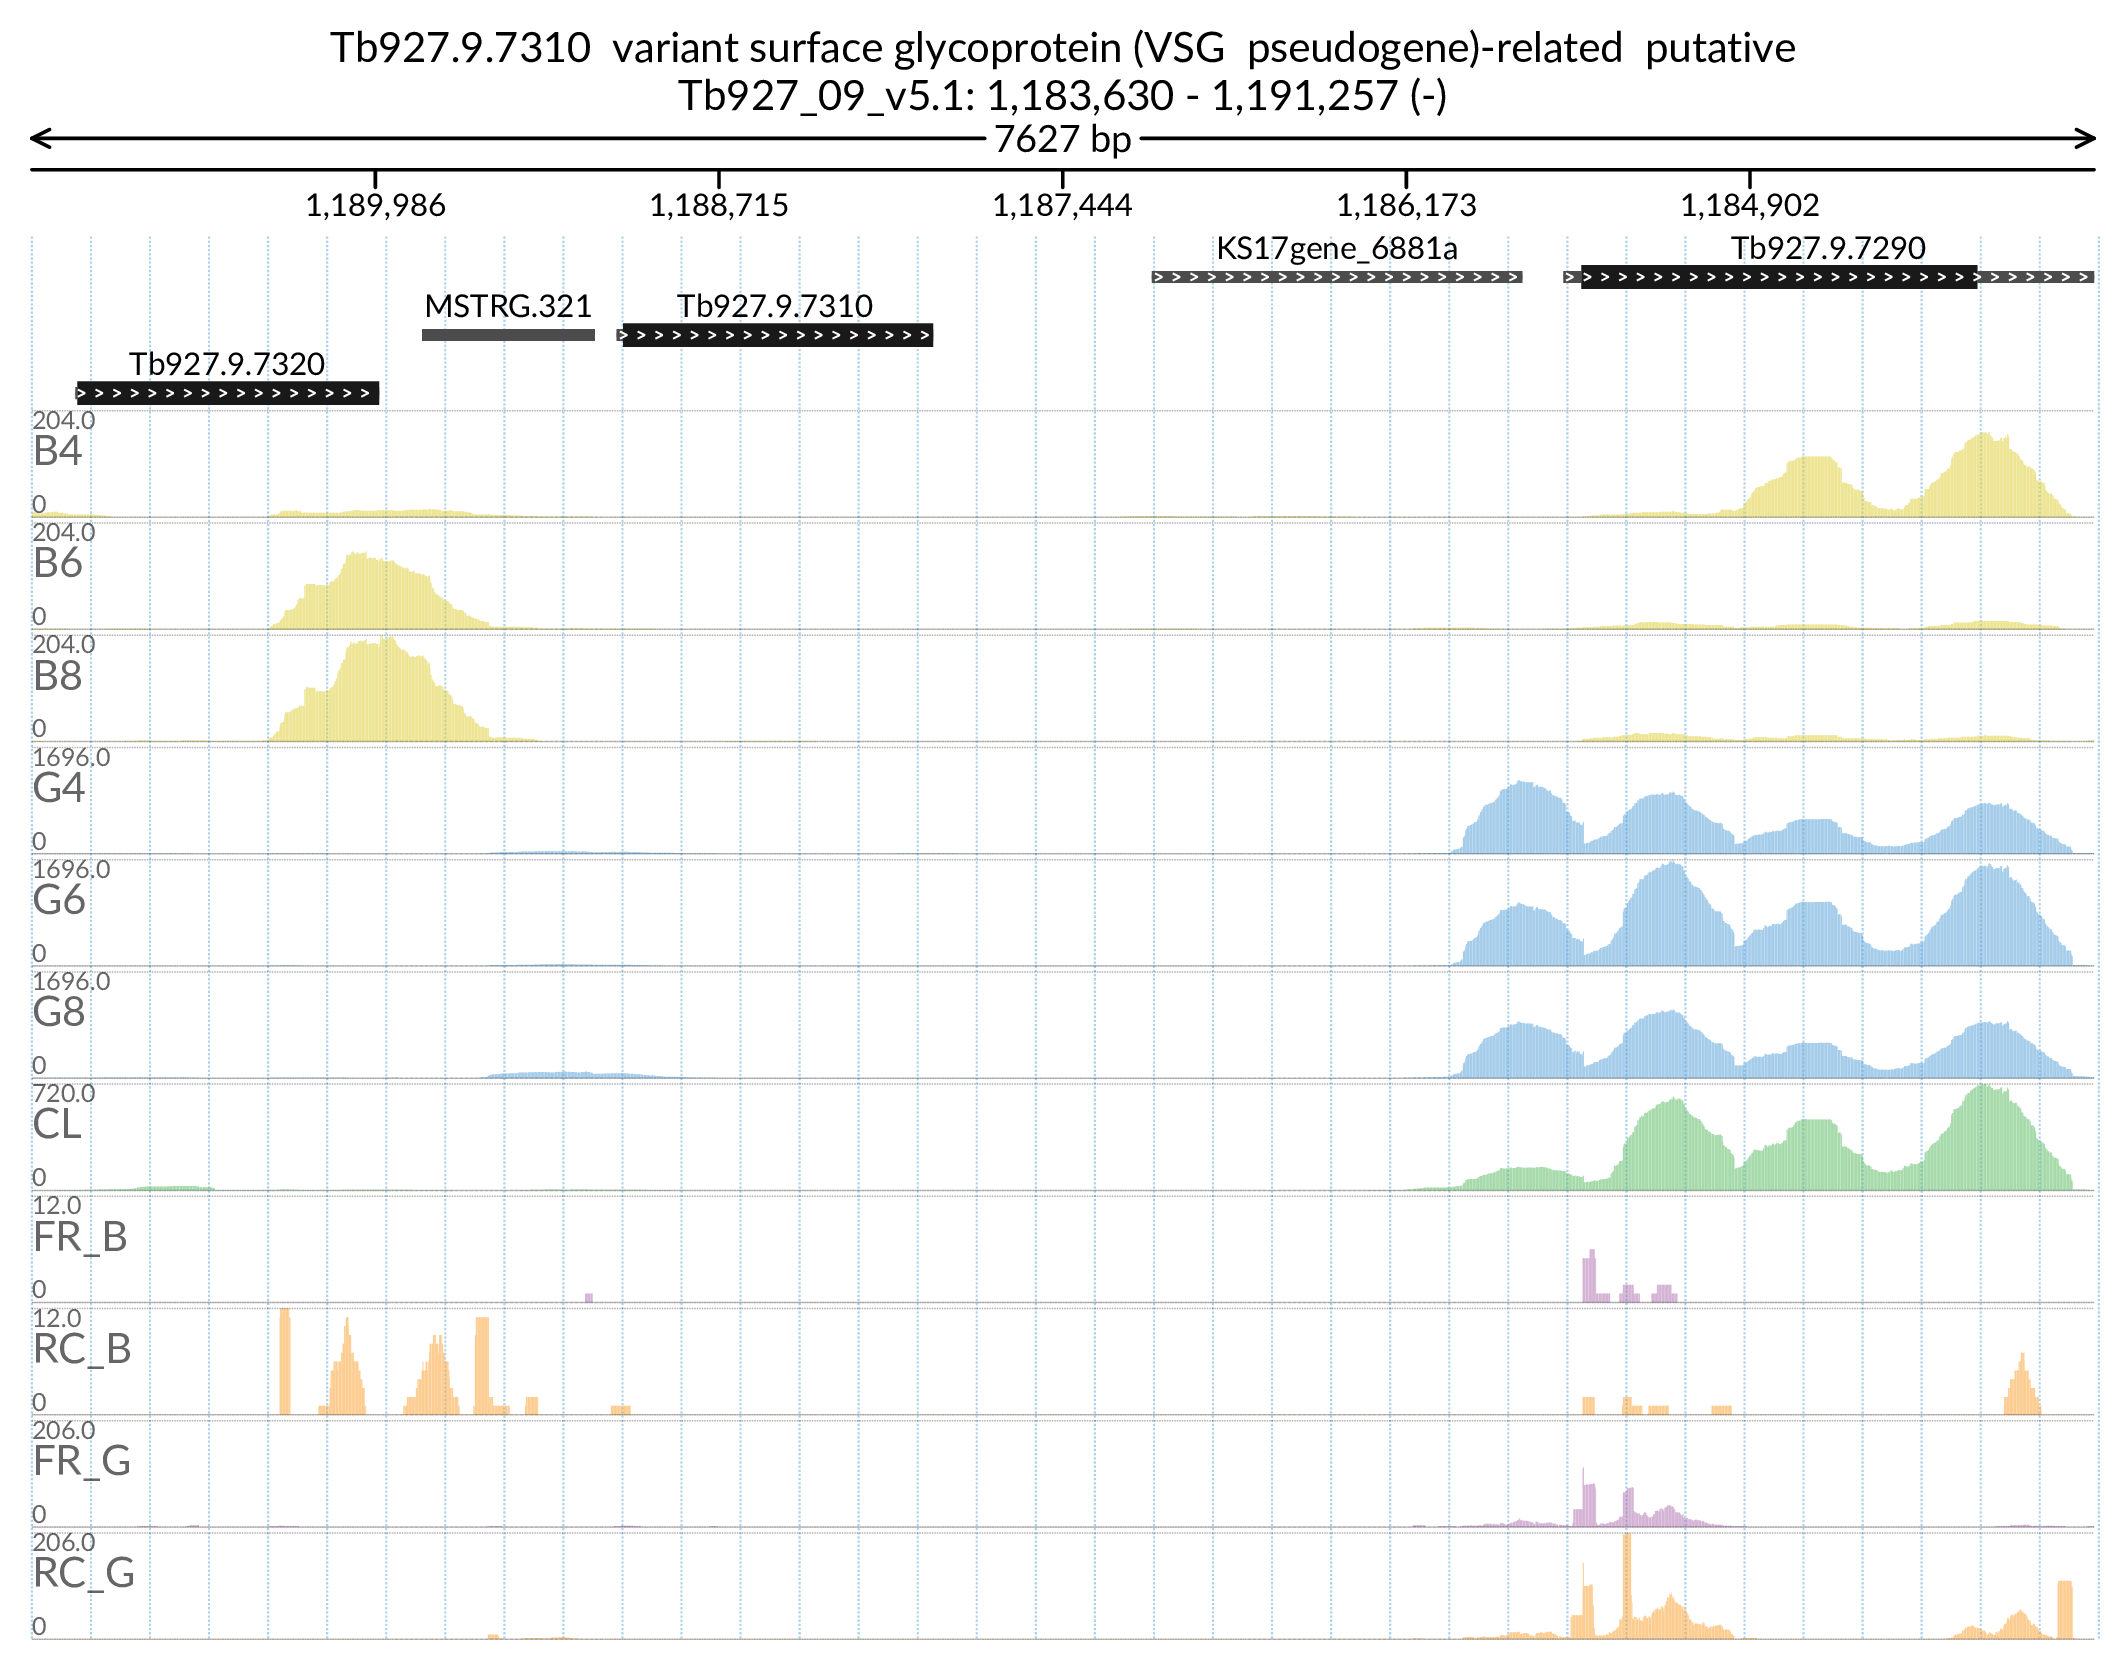 Tb927.9.7310  variant surface glycoprotein (VSG  pseudogene)-related  putative
Tb927_09_v5.1: 1,183,630 - 1,191,257 (-)
7627 bp
1,189,986 1,188,715 1,187,444 1,186,173 1,184,902
KS17gene_6881a Tb927.9.7290
MSTRG.321 Tb927.9.7310
Tb927.9.7320
204.0
B4
0
204.0
B6
0
204.0
B8
0
1696.0
G4
0
1696.0
G6
0
1696.0
G8
0
720.0
CL
0
12.0
FR_B
0
12.0
RC_B
0
206.0
FR_G
0
206.0
RC_G
0